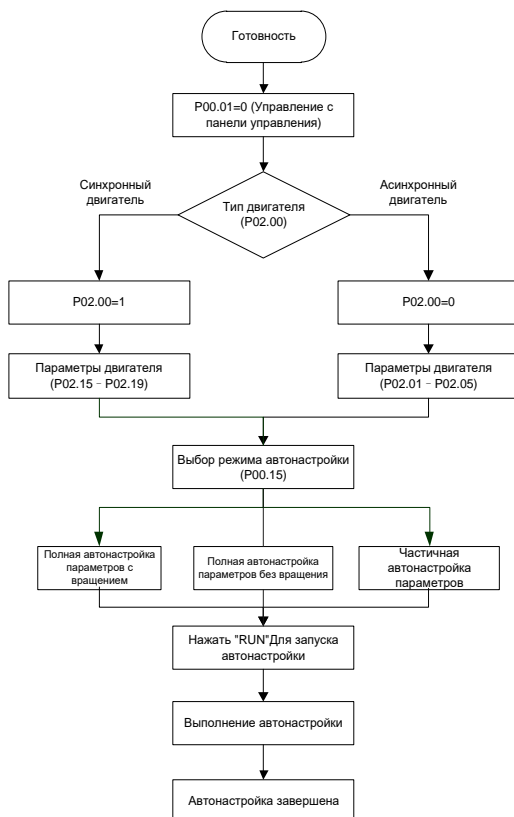 Готовность
P00.01=0 (Управление с
панели управления)
Синхронный
двигатель
Асинхронный
двигатель
Тип двигателя
(P02.00)
P02.00=1
P02.00=0
Параметры двигателя
(P02.15 – P02.19)
Параметры двигателя
(P02.01 – P02.05)
Выбор режима автонастройки
(P00.15)
Полная автонастройка
параметров с
вращением
Полная автонастройка
параметров без вращения
Частичная
автонастройка
параметров
Нажать "RUN"Для запуска
автонастройки
Выполнение автонастройки
Автонастройка завершена